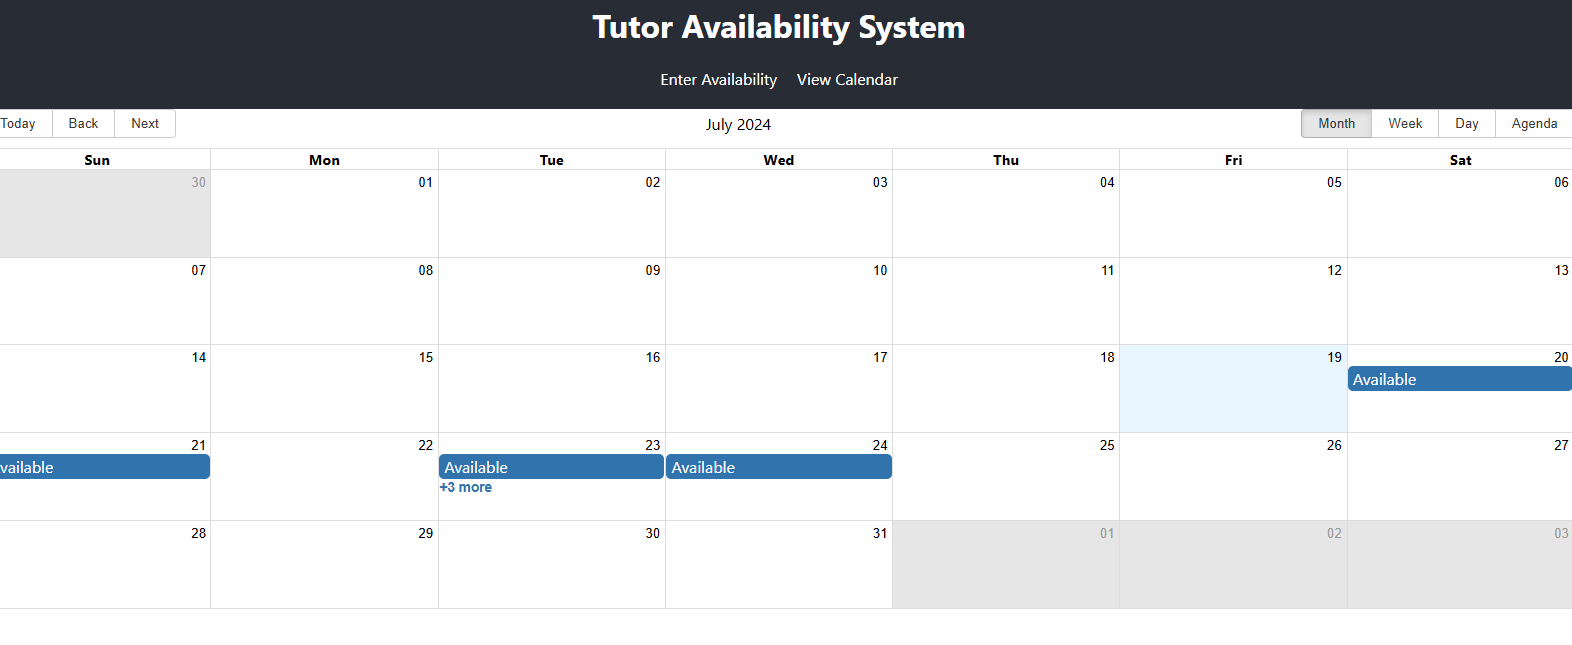 Tutor Availability System
Enter Availability View Calendar
Today Back Next July 2024 Month Week Day Agenda
Sun Mon Tue Wed Thu Fri Sat
30 01 02 03 04 05 06
07 08 09 10 11 12 13
14 15 16 17 18 19 20
Available
21 22 23 24 25 26 27
vailable Available Available
+3 more
28 29 30 31 01 02 03